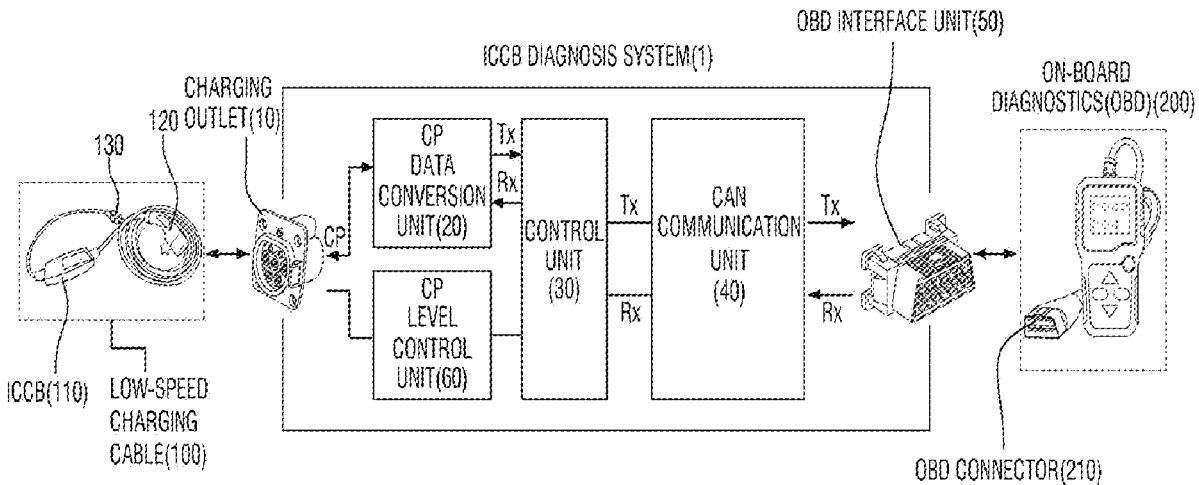 OBD INTERFACE UNIT(50)
ICCB DIAGNOSIS SYSTEM(1)
ON-BOARD
DIAGNOSTICS(OBD)(200)
CHARGING
OUTLET(10)
120
130
CP
DATA
CONVERSION
UNIT(20)
Tx
Rx
CP
CONTROL
UNIT
(30)
Tx
Rx
CAN
COMMUNICATION
UNIT
(40)
Tx
Rx
CP
LEVEL
CONTROL
UNIT(60)
ICCB(110)
LOW-SPEED
CHARGING
CABLE(100)
OBD CONNECTOR(210)